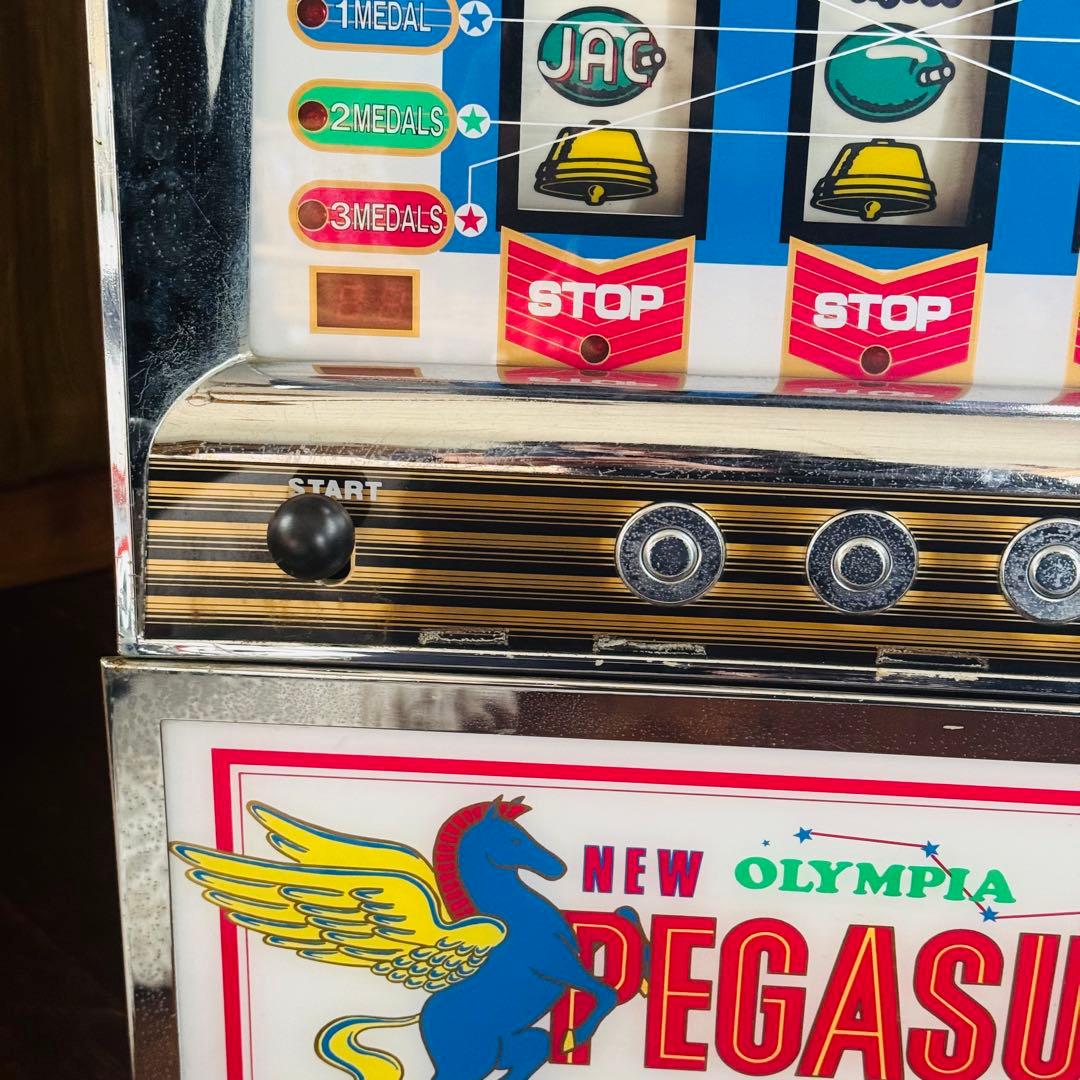 1MEDAL
JAC
2MEDALS
3MEDALS
STOP
STOP
START
NEW
OLYMPIA
PEGASU